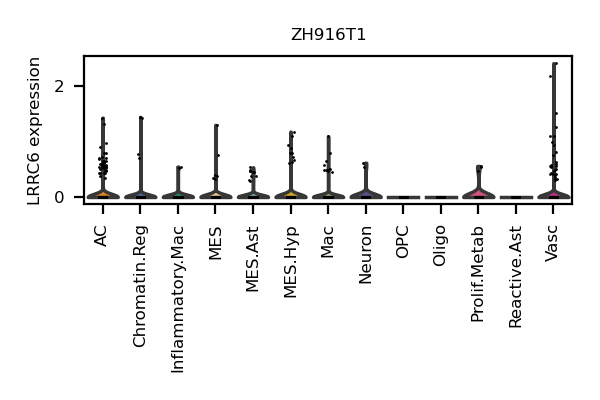 ZH916T1
LRRC6 expression
2
0
AC
Chromatin.Reg
Inflammatory.Mac
MES
MES.Ast
MES.Hyp
Mac
Neuron
OPC
Oligo
Prolif.Metab
Reactive.Ast
Vasc